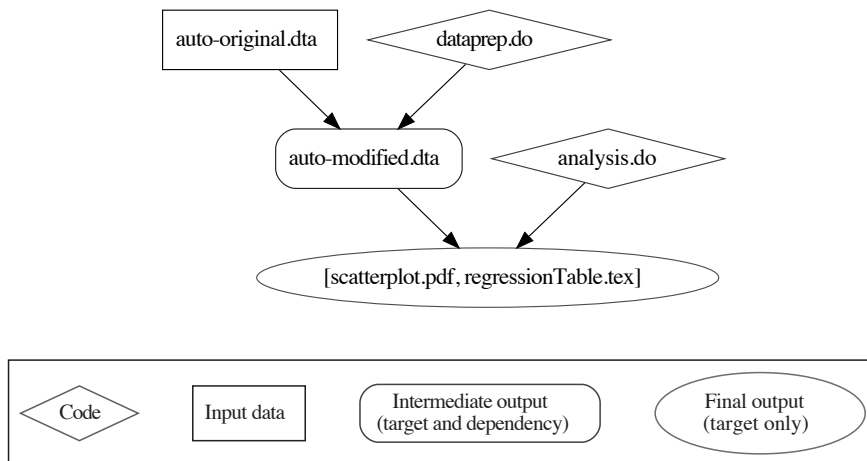 auto-original.dta
dataprep.do
auto-modified.dta
analysis.do
[scatterplot.pdf, regressionTable.tex]
Code
Input data
Intermediate output
(target and dependency)
Final output
(target only)